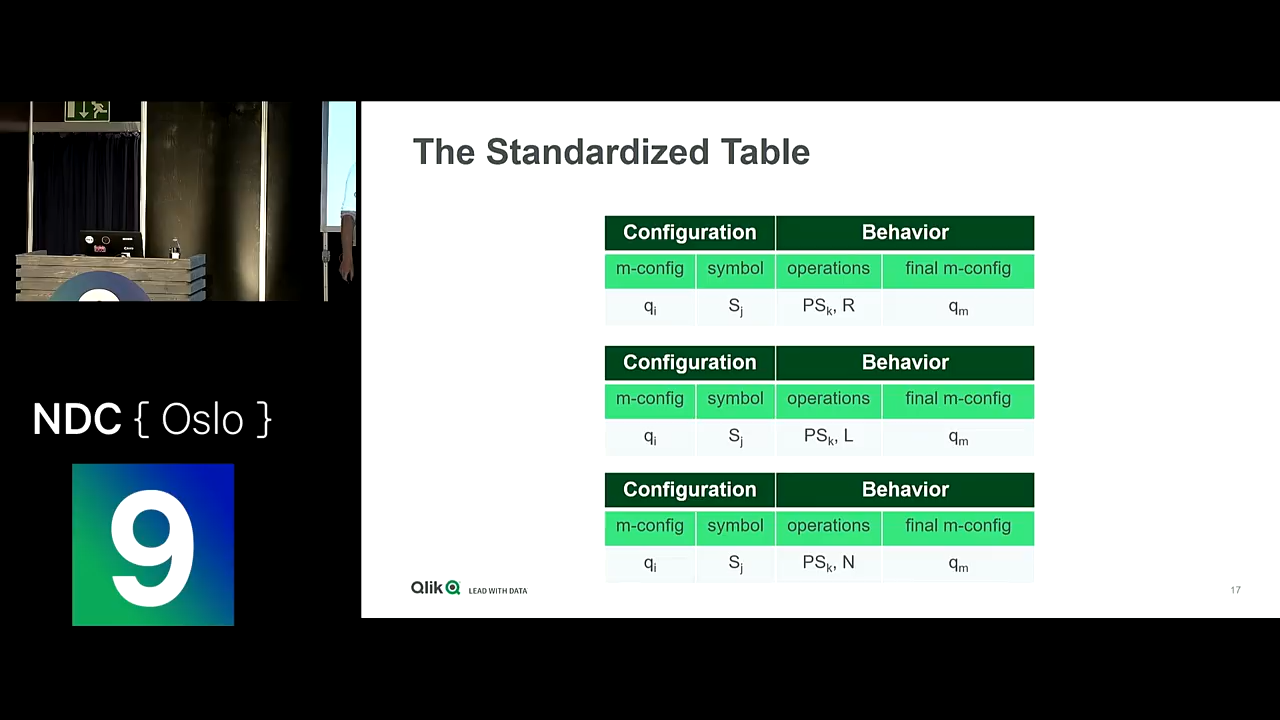 The Standardized Table
Configuration Behavior
m-config symbol operations final m-config
qi Sj PSk, R qm
Configuration Behavior
m-config symbol operations final m-config
qi Sj PSk, L qm
Configuration Behavior
m-config symbol operations final m-config
qi Sj PSk, N qm
Qlik LEAD WITH DATA
17
NDC { Oslo }
9